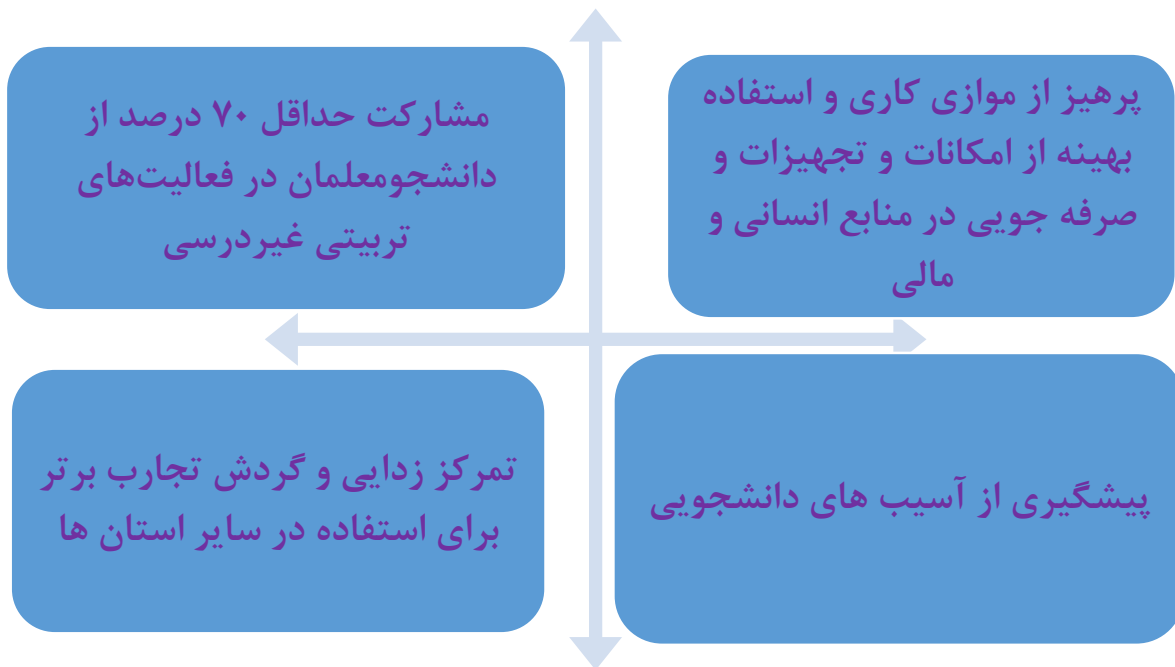 پرهیز از موازی کاری و استفاده
بهینه از امکانات و تجهیزات و
صرفه جویی در منابع انسانی و
مالی
مشارکت حداقل ۷۰ درصد از
دانشجومعلمان در فعالیت‌های
تربیتی غیردرسی
پیشگیری از آسیب های دانشجویی
تمرکز زدایی و گردش تجارب برتر
برای استفاده در سایر استان ها